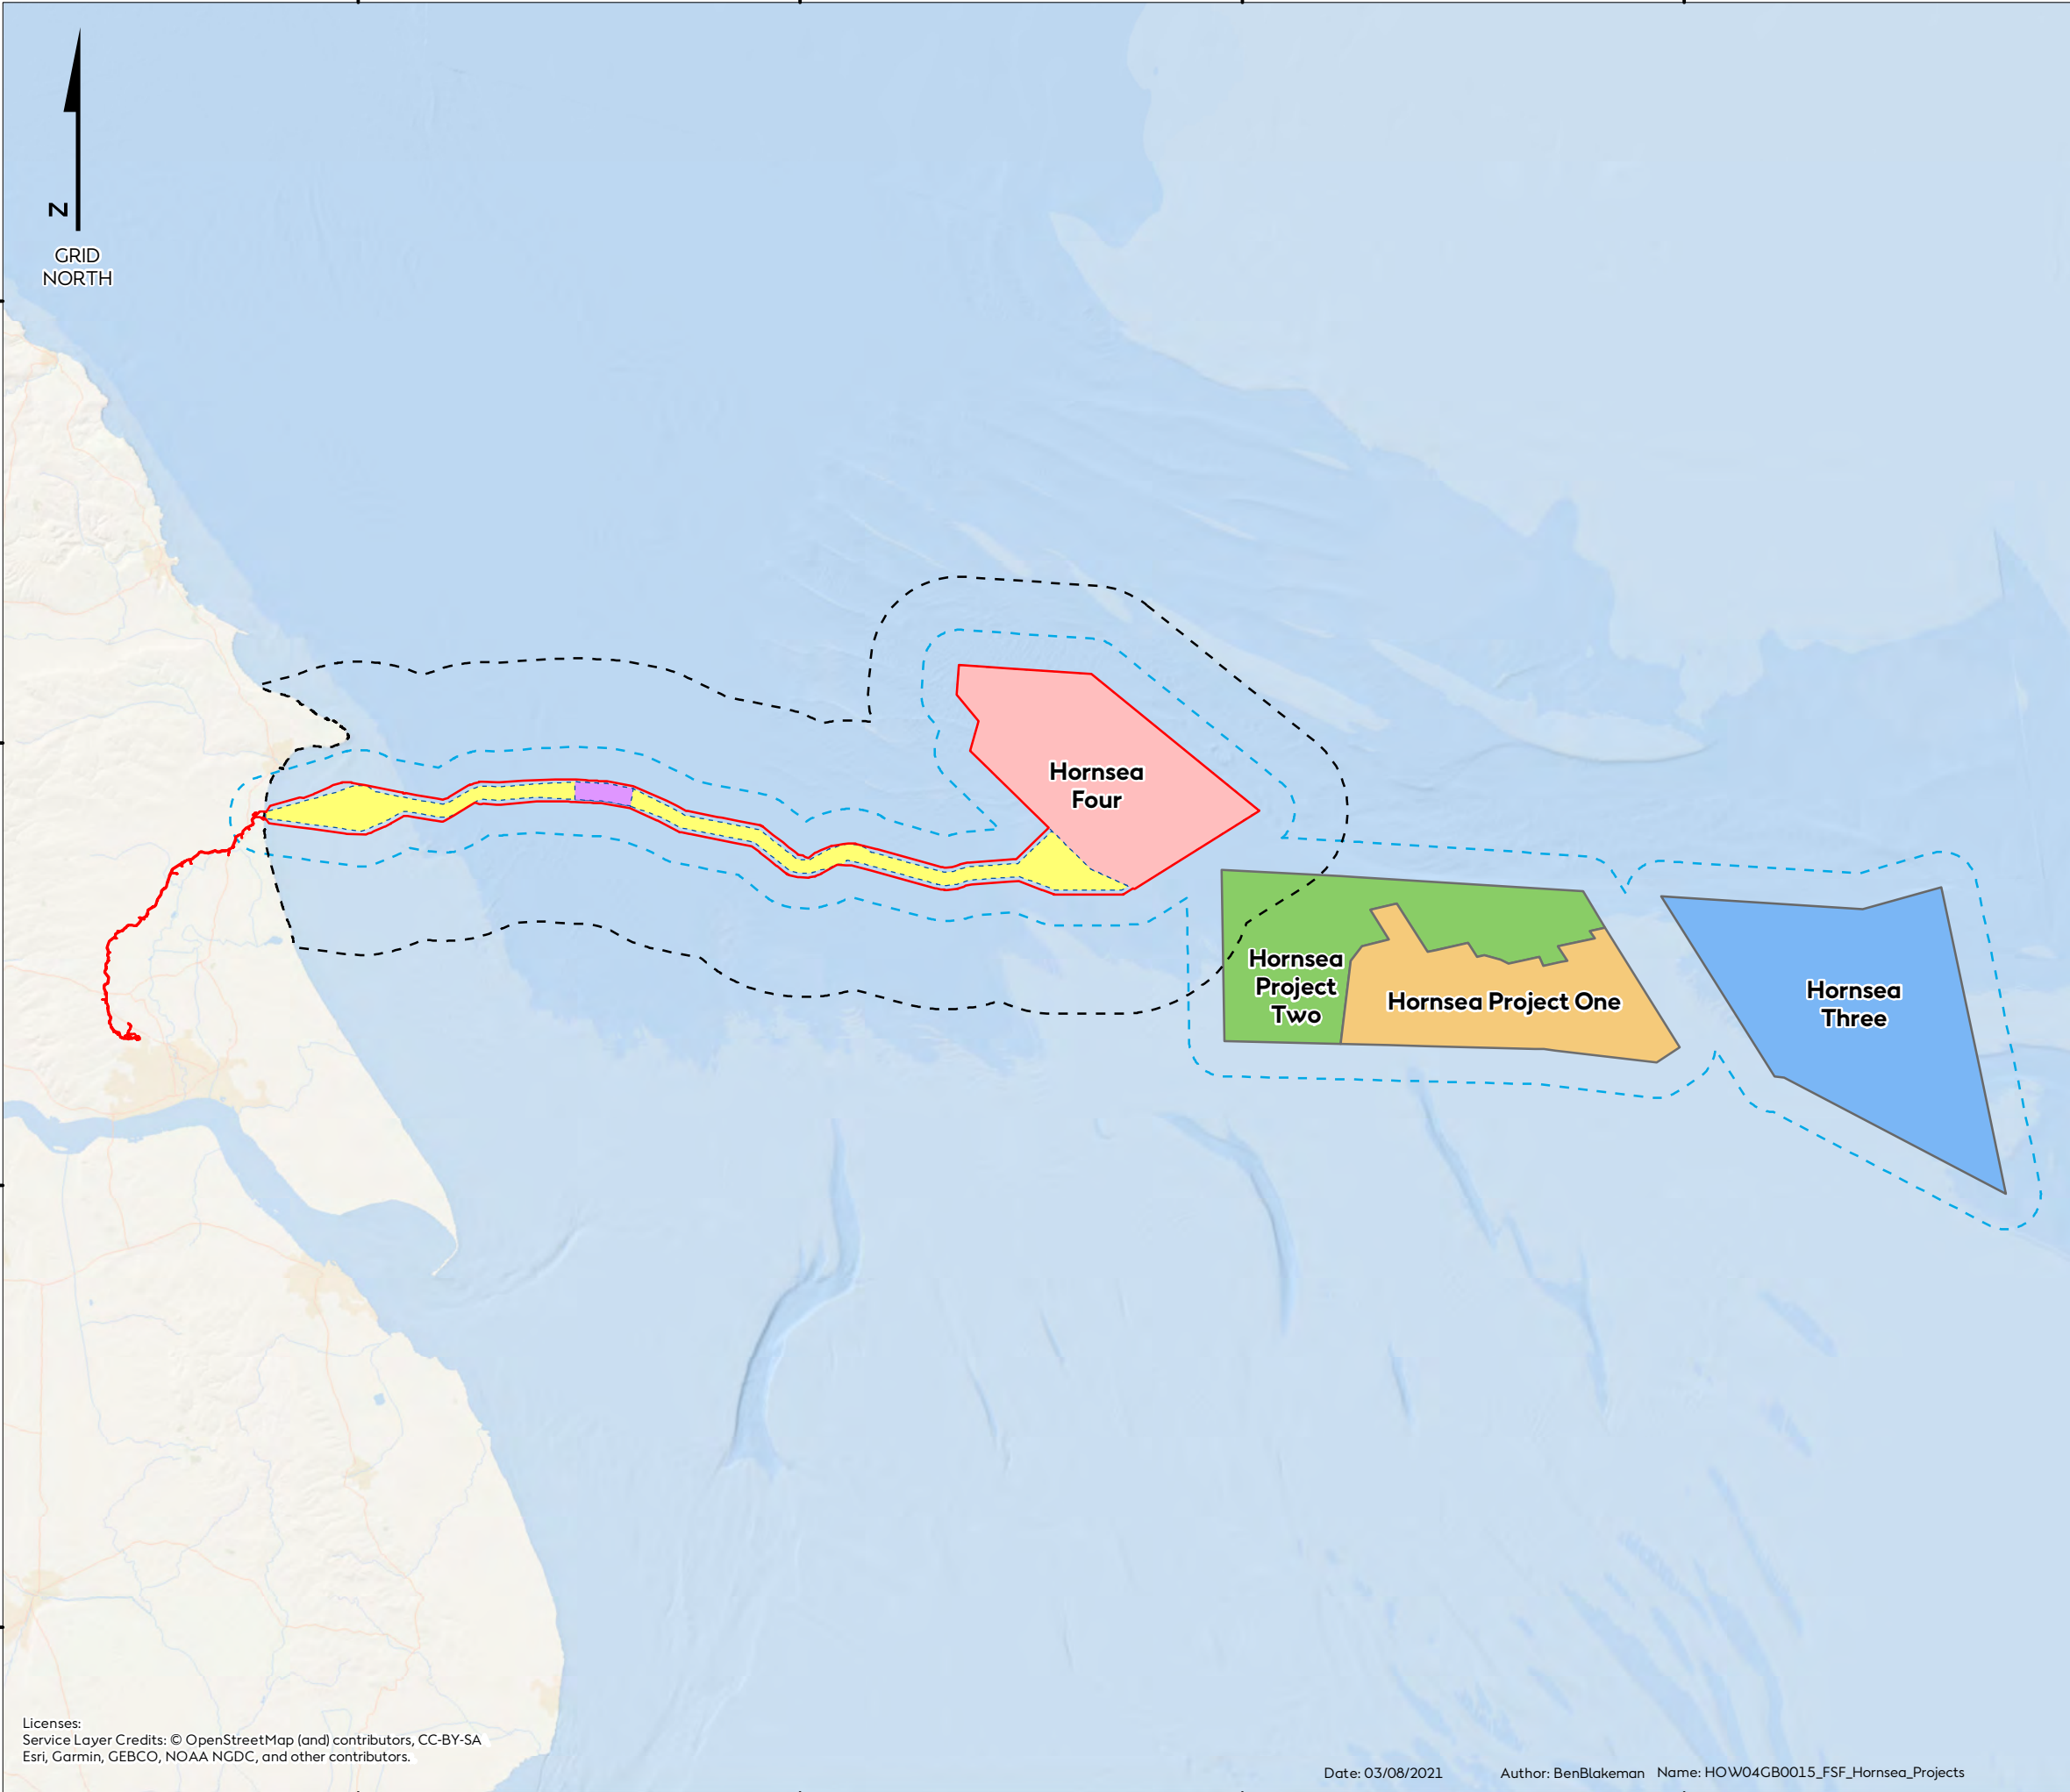 N
GRID
NORTH
Hornsea
Four
Hornsea
Project
Two
Hornsea Project One
Hornsea
Three
Licenses:
Service Layer Credits: © OpenStreetMap (and) contributors, CC-BY-SA
Esri, Garmin, GEBCO, NOAA NGDC, and other contributors.
Date: 03/08/2021 Author: BenBlakeman Name: HOW04GB0015_FSF_Hornsea_Projects